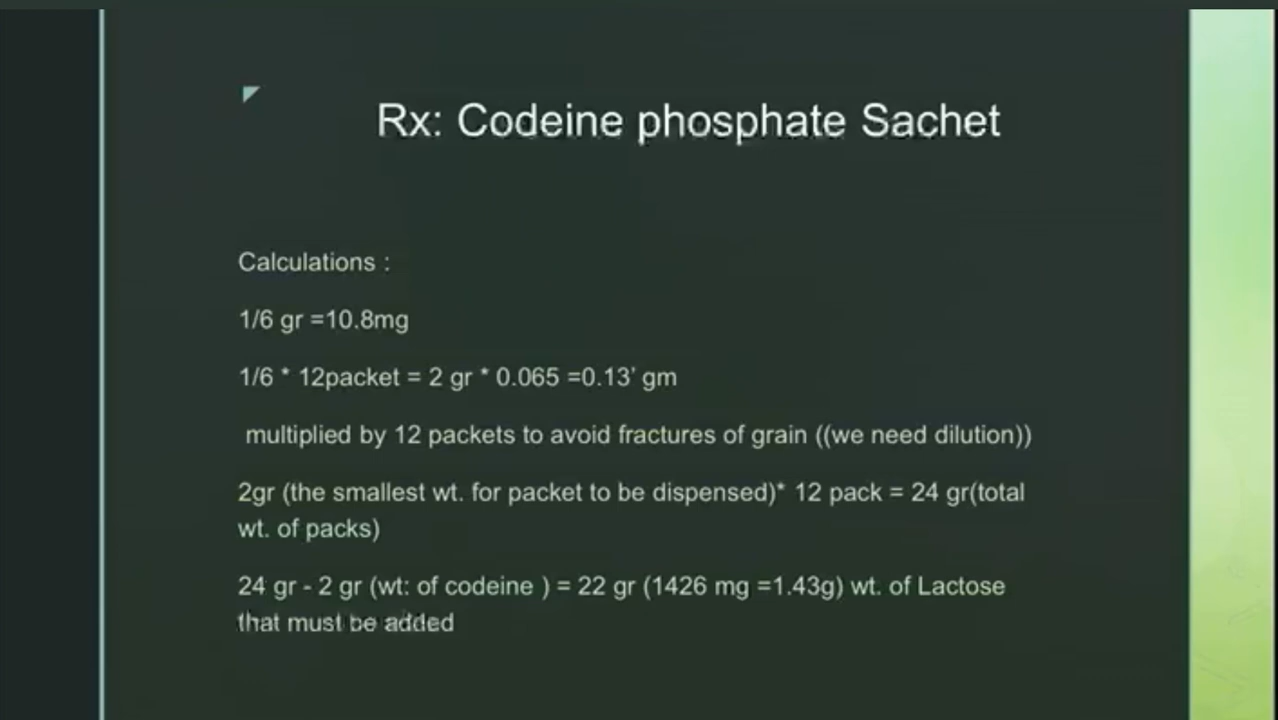 Rx: Codeine phosphate Sachet
Calculations :
1/6 gr =10.8mg
1/6 * 12packet = 2 gr * 0.065 =0.13' gm
multiplied by 12 packets to avoid fractures of grain ((we need dilution))
2gr (the smallest wt. for packet to be dispensed)* 12 pack = 24 gr(total
wt. of packs)
24 gr - 2 gr (wt: of codeine ) = 22 gr (1426 mg =1.43g) wt. of Lactose
that must be added